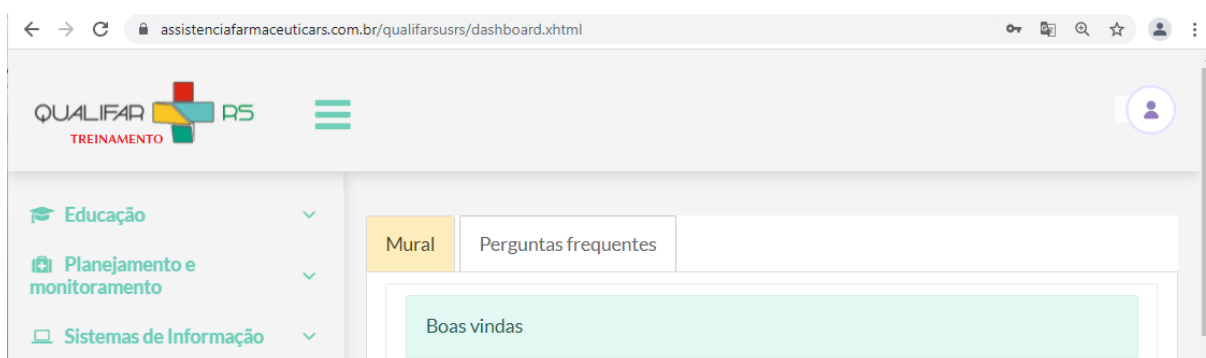 assistenciafarmaceuticars.com.br/qualifarsusrs/dashboard.xhtml
QUALIFAR RS
TREINAMENTO
Educação
Planejamento e
monitoramento
Sistemas de Informação
Mural
Perguntas frequentes
Boas vindas